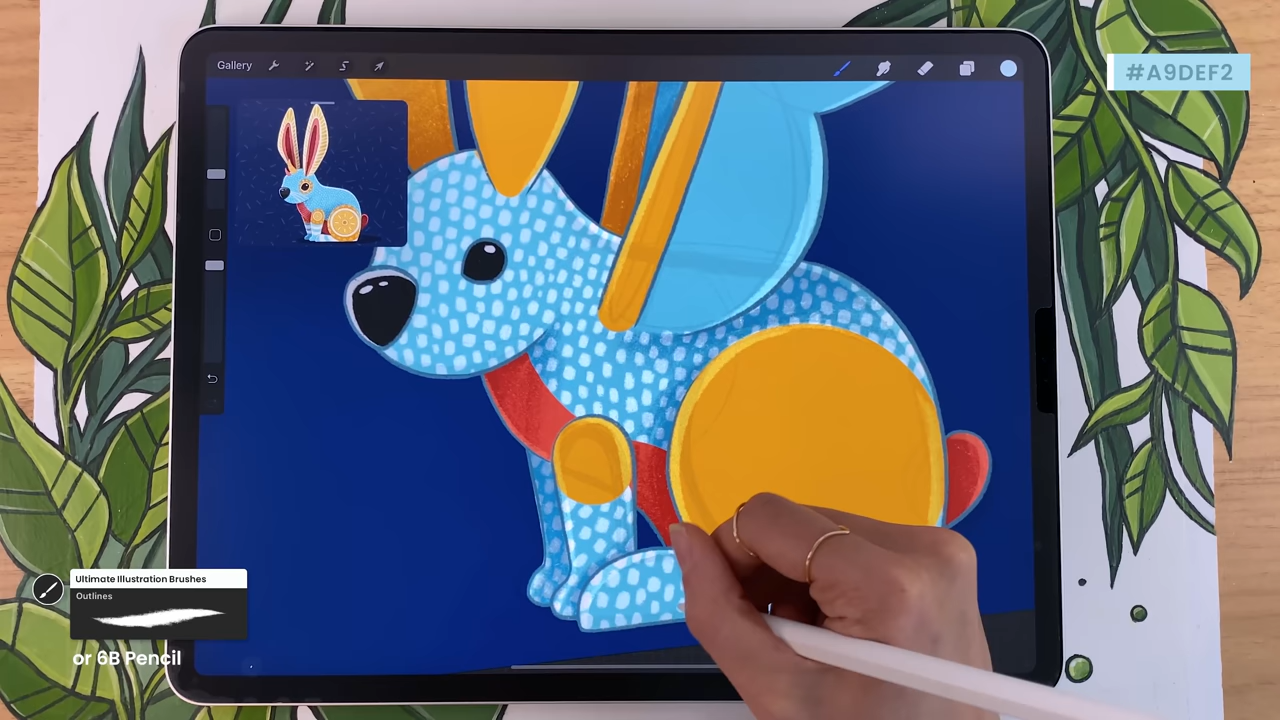 Gallery
#A9DEF2
Ultimate Illustration Brushes
Outlines
or 6B Pencil